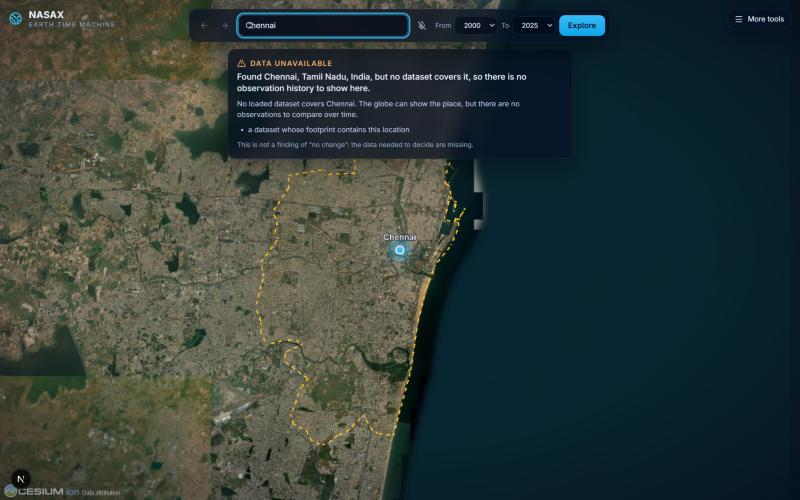 NASAX
EARTH TIME MACHINE
Chennai
From 2000 To 2025 Explore
More tools
DATA UNAVAILABLE
Found Chennai, Tamil Nadu, India, but no dataset covers it, so there is no
observation history to show here.
No loaded dataset covers Chennai. The globe can show the place, but there are no
observations to compare over time.
• a dataset whose footprint contains this location
This is not a finding of “no change”: the data needed to decide are missing.
Chennai
N
CESIUM ion Data attribution